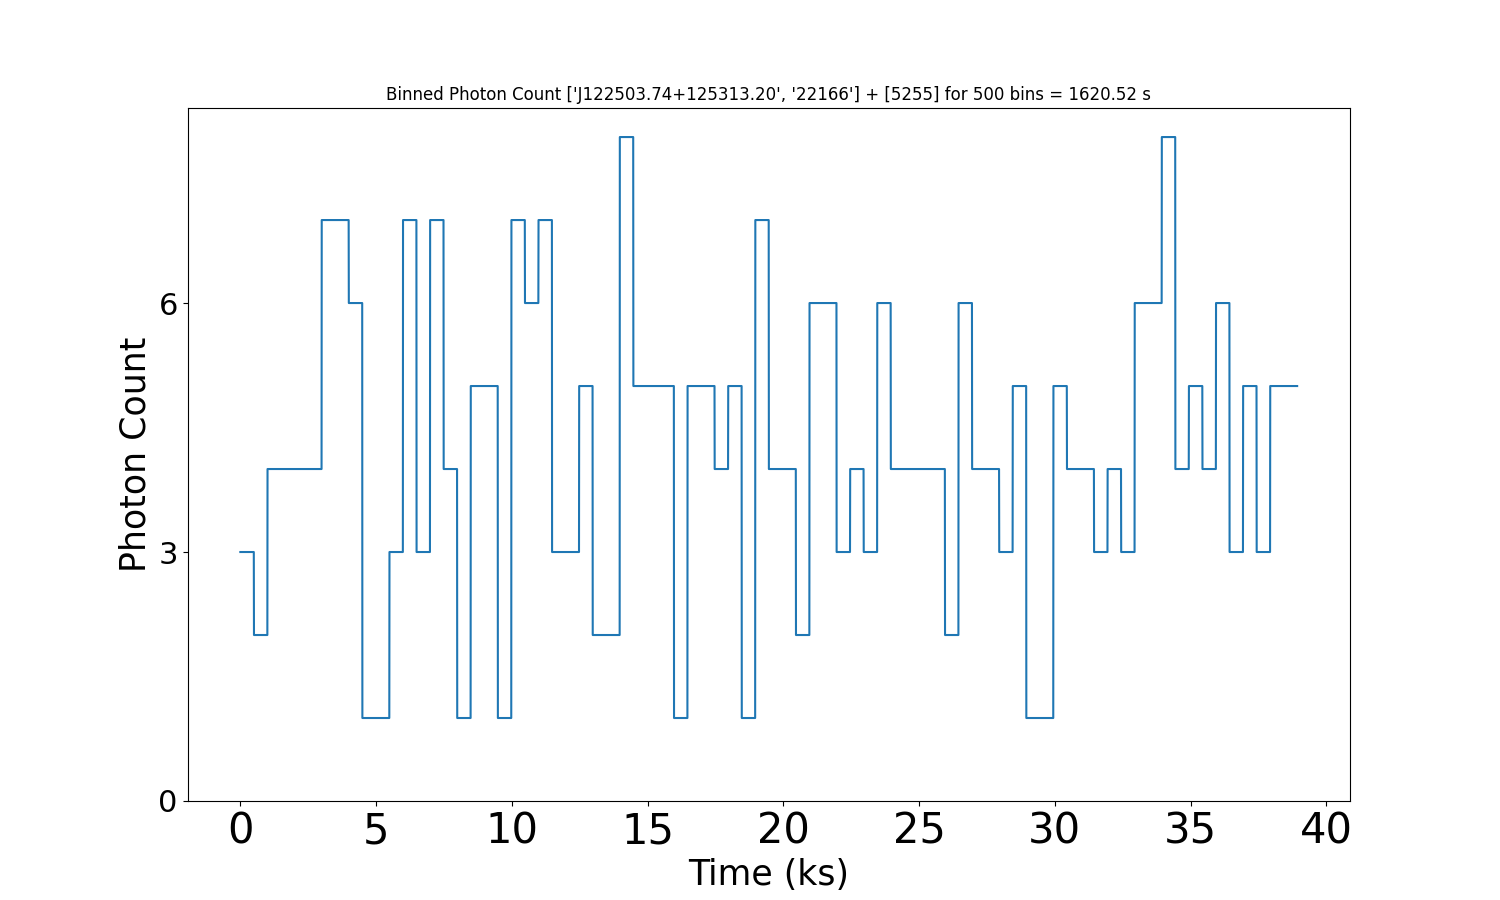 Binned Photon Count ['J122503.74+125313.20', '22166'] + [5255] for 500 bins = 1620.52 s
6
3
0
Photon Count
0 5 10 15 20 25 30 35 40
Time (ks)